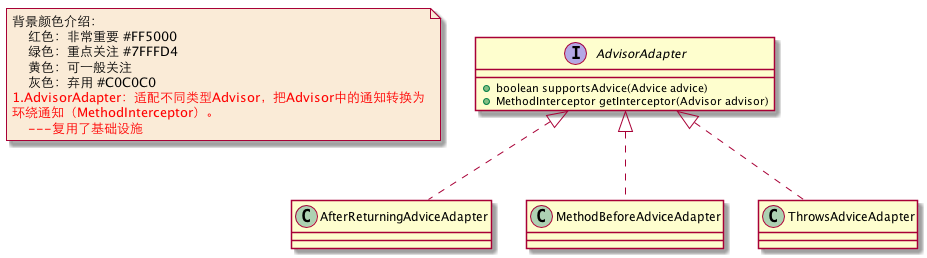 背景颜色介绍：
红色：非常重要 #FF5000
绿色：重点关注 #7FFFD4
黄色：可一般关注
灰色：弃用 #C0C0C0
1.AdvisorAdapter：适配不同类型Advisor，把Advisor中的通知转换为
环绕通知（MethodInterceptor）。
---复用了基础设施
I AdvisorAdapter
boolean supportsAdvice(Advice advice)
MethodInterceptor getInterceptor(Advisor advisor)
C AfterReturningAdviceAdapter
C MethodBeforeAdviceAdapter
C ThrowsAdviceAdapter